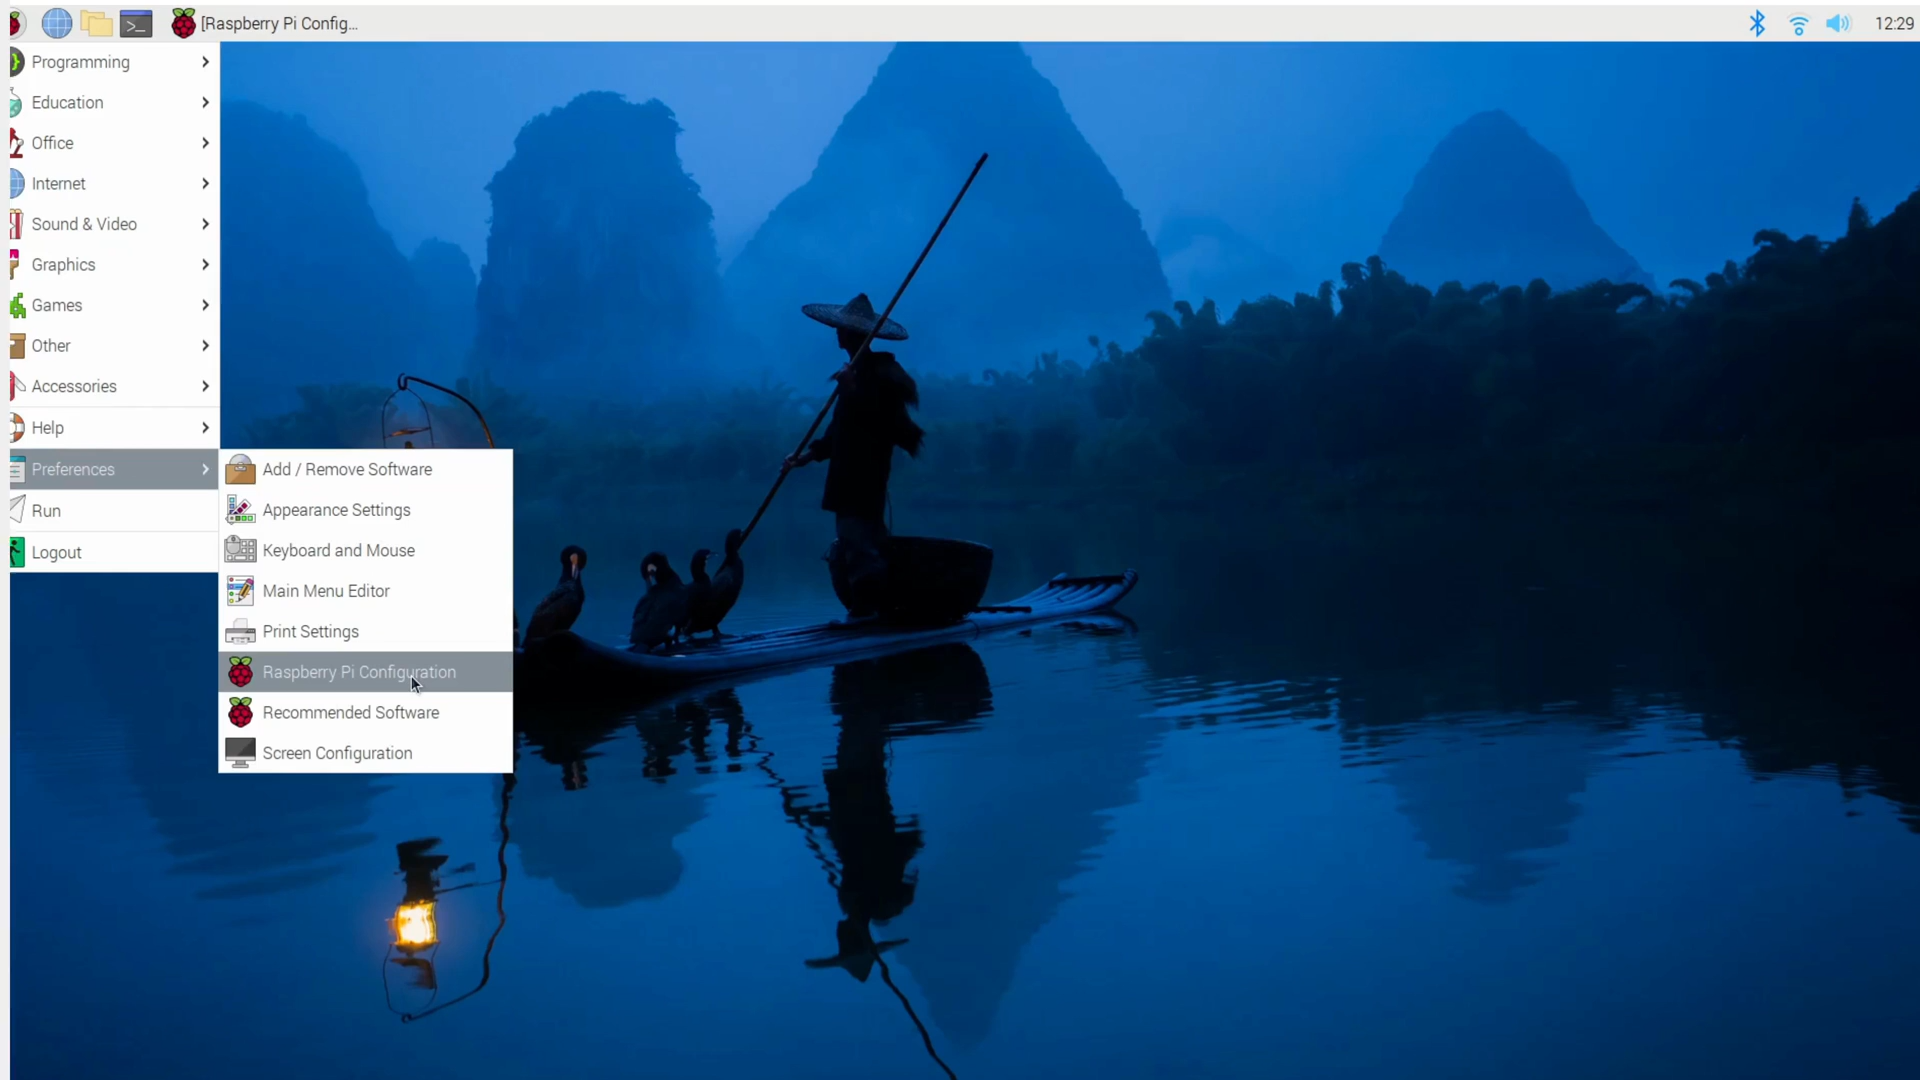 [Raspberry Pi Config...
12:29
Programming
Education
Office
Internet
Sound & Video
Graphics
Games
Other
Accessories
Help
Preferences
Run
Logout
Add / Remove Software
Appearance Settings
Keyboard and Mouse
Main Menu Editor
Print Settings
Raspberry Pi Configuration
Recommended Software
Screen Configuration